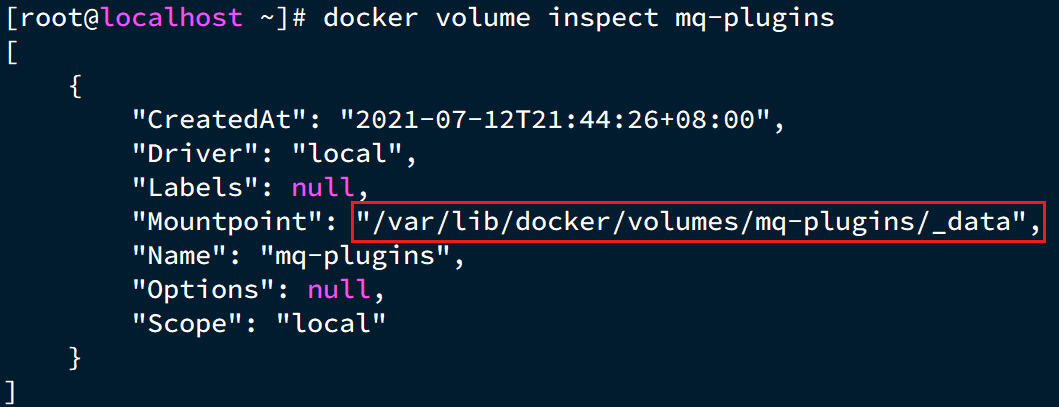 [root@localhost ~]# docker volume inspect mq-plugins
[
    {
        "CreatedAt": "2021-07-12T21:44:26+08:00",
        "Driver": "local",
        "Labels": null,
        "Mountpoint": "/var/lib/docker/volumes/mq-plugins/_data",
        "Name": "mq-plugins",
        "Options": null,
        "Scope": "local"
    }
]